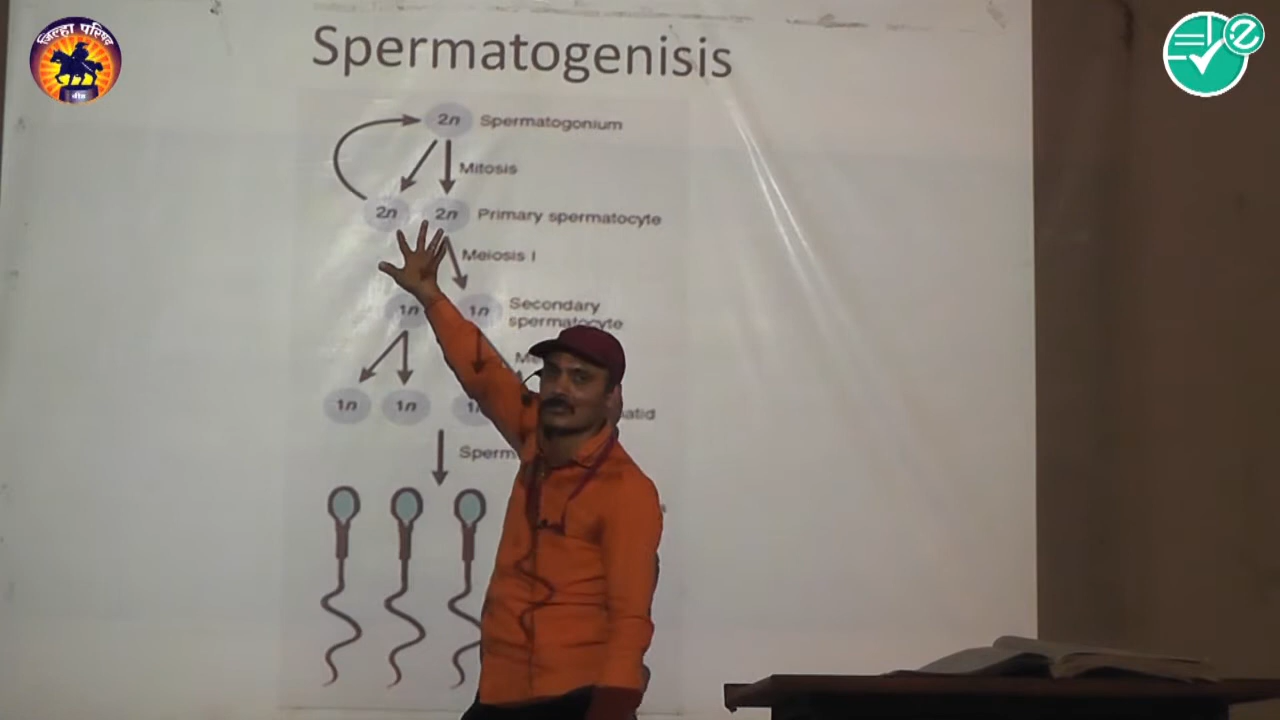 जिल्हा परिषद
बीड
Spermatogenisis
2n Spermatogonium
Mitosis
2n 2n Primary spermatocyte
Meiosis I
1n 1n Secondary
spermatocyte
1n 1n